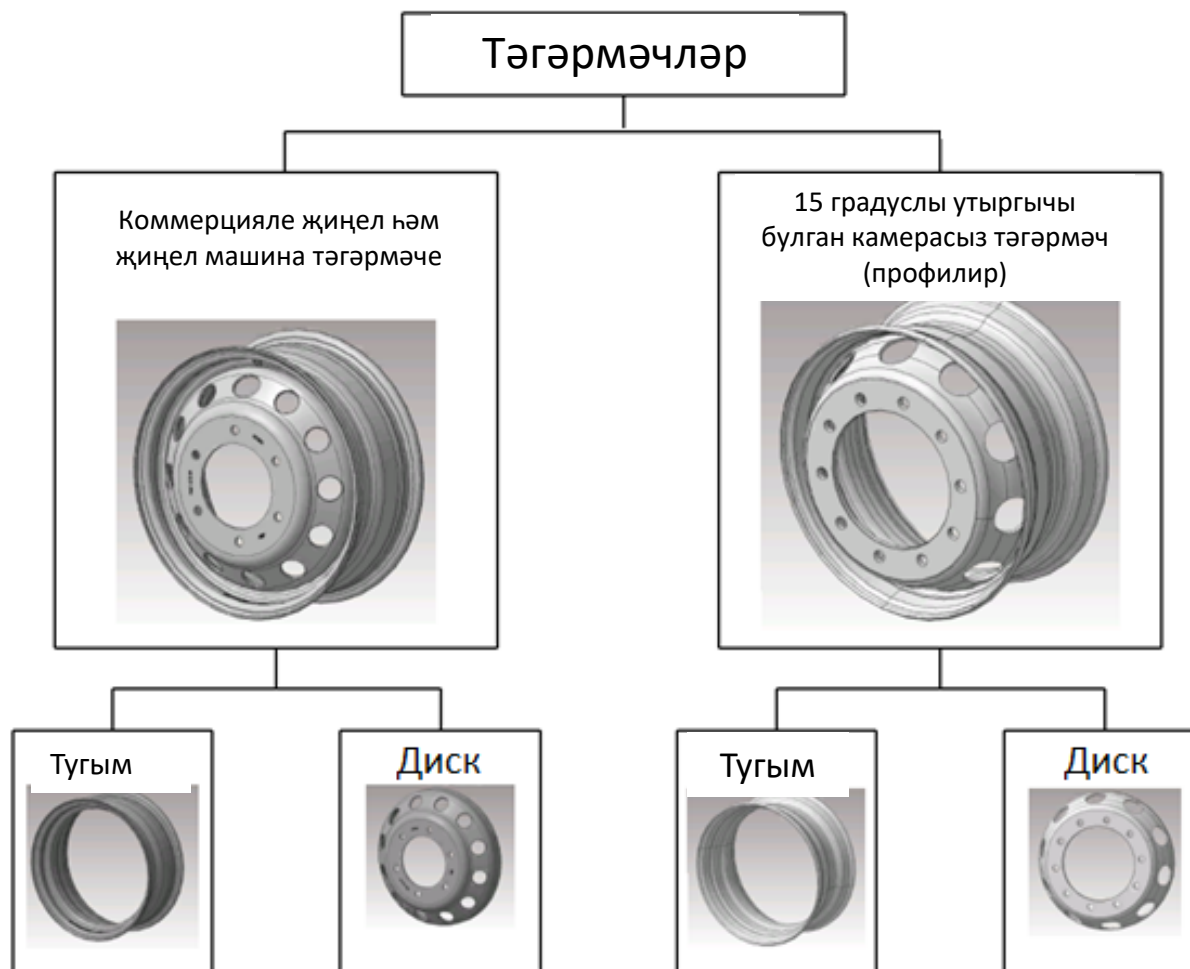 Тәгәрмәчләр
Коммерцияле җиңел һәм
җиңел машина тәгәрмәче
15 градуслы утыргычы
булган камерасыз тәгәрмәч
(профилир)
Тугым
Диск
Тугым
Диск